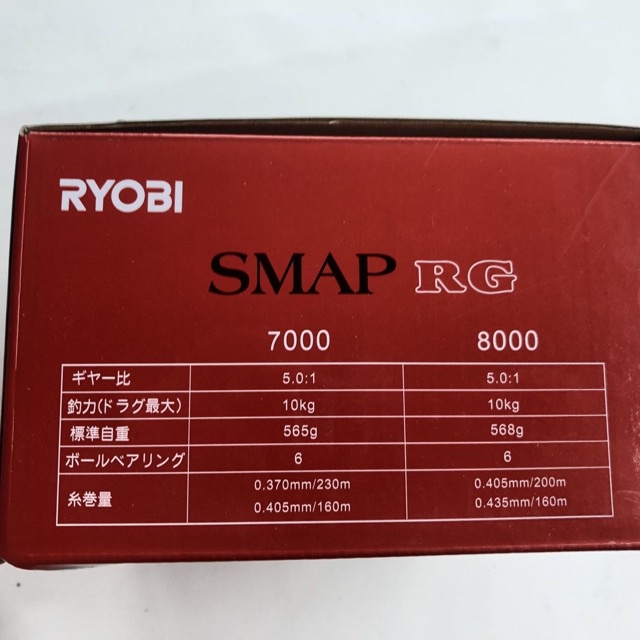 RYOBI
SMAP RG
7000 8000
ギヤー比 5.0:1 5.0:1
釣力(ドラグ最大) 10kg 10kg
標準自重 565g 568g
ボールベアリング 6 6
糸巻量 0.370mm/230m 0.405mm/200m
0.405mm/160m 0.435mm/160m